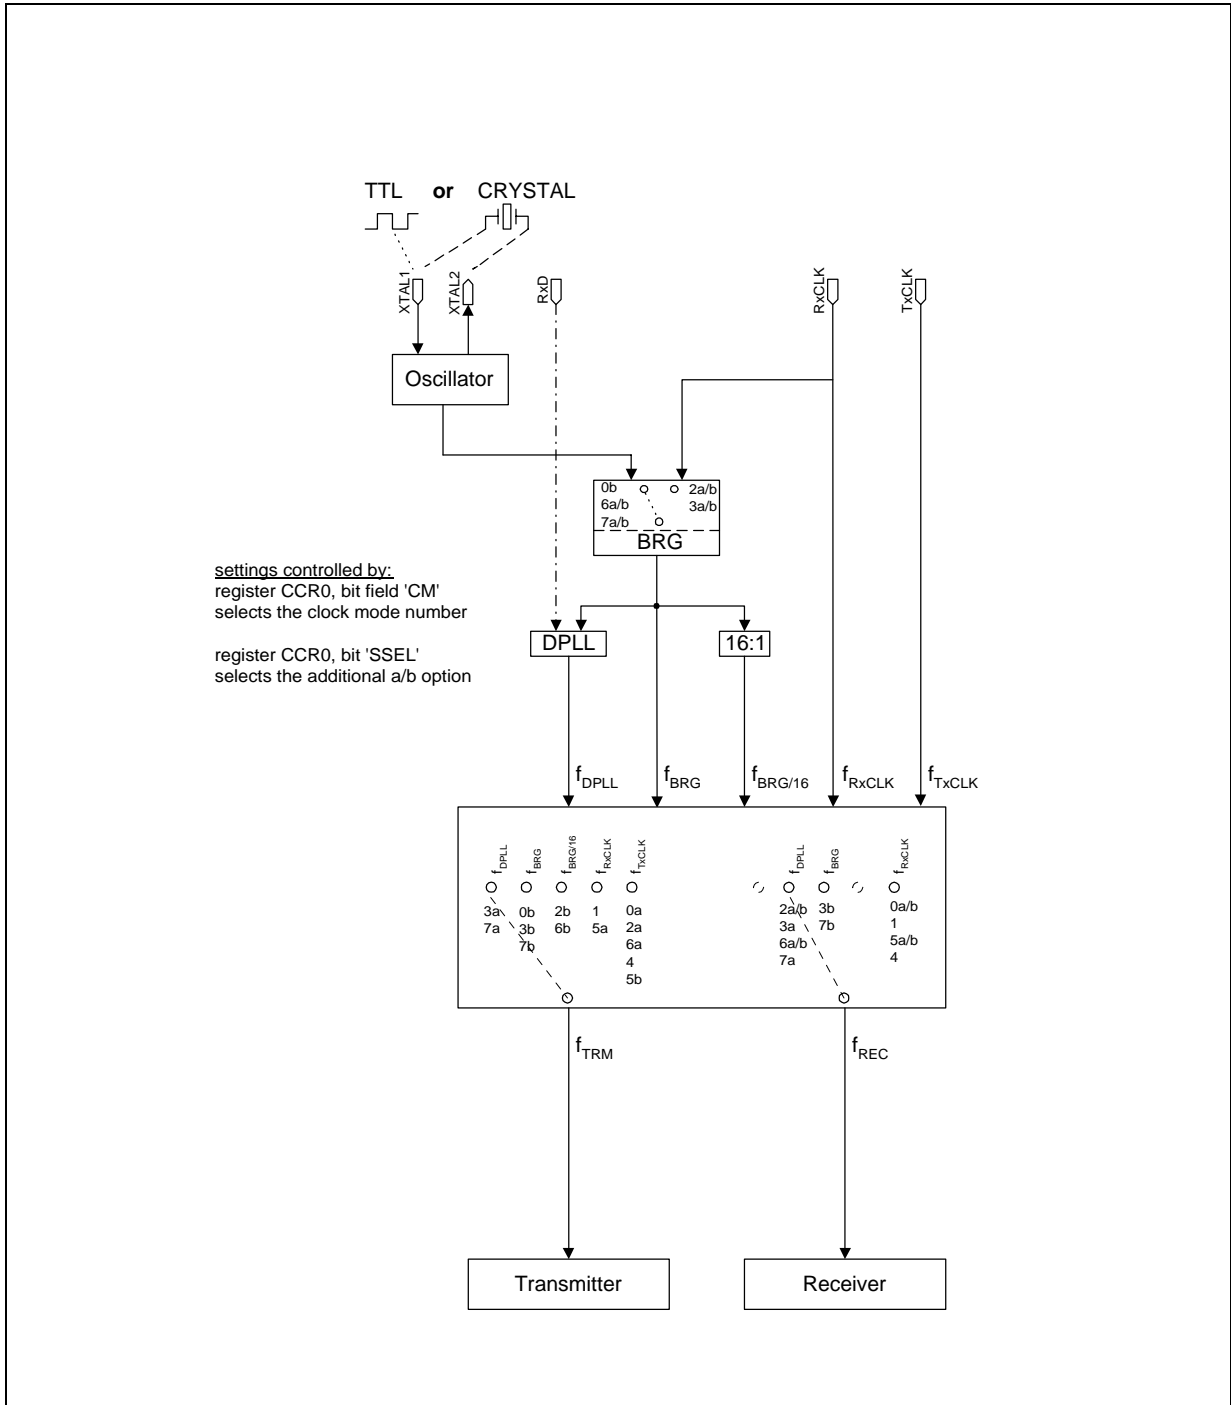 TTL or CRYSTAL
XTAL1
XTAL2
RxD
RxCLK
TxCLK
Oscillator
0b 2a/b
6a/b 3a/b
7a/b
BRG
settings controlled by:
register CCR0, bit field 'CM'
selects the clock mode number
register CCR0, bit 'SSEL'
selects the additional a/b option
DPLL
16:1
fDPLL
fBRG
fBRG/16
fRxCLK
fTxCLK
fDPLL
fBRG
fBRG/16
fRxCLK
fTxCLK
fDPLL
fBRG
fRxCLK
3a
7a
0b
3b
7b
2b
6b
1
5a
0a
2a
6a
4
5b
2a/b
3a
6a/b
7a
3b
7b
0a/b
1
5a/b
4
fTRM
fREC
Transmitter
Receiver